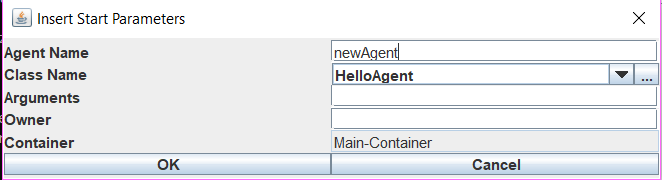 Insert Start Parameters
Agent Name newAgent
Class Name HelloAgent ...
Arguments
Owner
Container Main-Container
OK Cancel